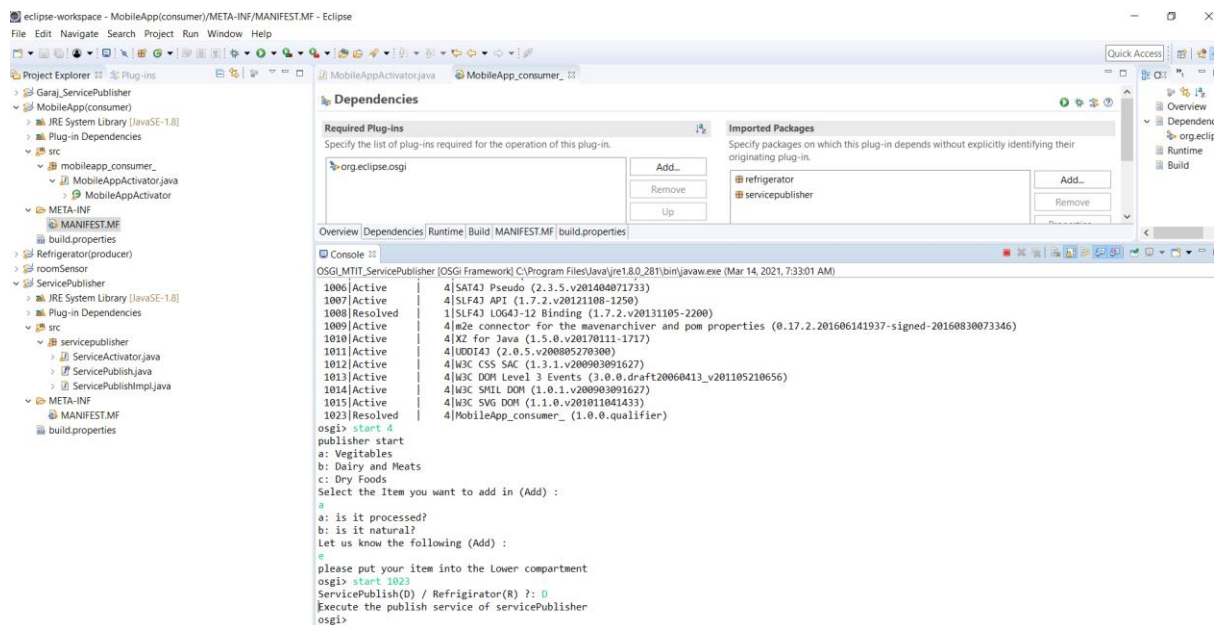 eclipse-workspace - MobileApp(consumer)/META-INF/MANIFEST.MF - Eclipse
File Edit Navigate Search Project Run Window Help
Quick Access
Project Explorer
Plug-ins
Garaj_ServicePublisher
MobileApp(consumer)
JRE System Library [JavaSE-1.8]
Plug-in Dependencies
src
mobileapp_consumer_
MobileAppActivator.java
MobileAppActivator
META-INF
MANIFEST.MF
build.properties
Refrigerator(producer)
roomSensor
ServicePublisher
JRE System Library [JavaSE-1.8]
Plug-in Dependencies
src
servicepublisher
ServiceActivator.java
ServicePublish.java
ServicePublishImpl.java
META-INF
MANIFEST.MF
build.properties
MobileAppActivator.java
MobileApp_consumer_
Dependencies
Required Plug-ins
Specify the list of plug-ins required for the operation of this plug-in.
org.eclipse.osgi
Add...
Remove
Up
Imported Packages
Specify packages on which this plug-in depends without explicitly identifying their
originating plug-in.
refrigerator
servicepublisher
Add...
Remove
Overview Dependencies Runtime Build MANIFEST.MF build.properties
Overview
Dependenc
org.eclip
Runtime
Build
Console
OSGI_MTIT_ServicePublisher [OSGi Framework] C:\Program Files\Java\jre1.8.0_281\bin\javaw.exe (Mar 14, 2021, 7:33:01 AM)
1006|Active | 4|SAT4J Pseudo (2.3.5.v201404071733)
1007|Active | 4|SLF4J API (1.7.2.v20121108-1250)
1008|Resolved | 1|SLF4J LOG4J-12 Binding (1.7.2.v20131105-2200)
1009|Active | 4|m2e connector for the mavenarchiver and pom properties (0.17.2.201606141937-signed-20160830073346)
1010|Active | 4|XZ for Java (1.5.0.v20170111-1717)
1011|Active | 4|UDDI4J (2.0.5.v200805270300)
1012|Active | 4|W3C CSS SAC (1.3.1.v200903091627)
1013|Active | 4|W3C DOM Level 3 Events (3.0.0.draft20060413_v201105210656)
1014|Active | 4|W3C SMIL DOM (1.0.1.v200903091627)
1015|Active | 4|W3C SVG DOM (1.1.0.v201011041433)
1023|Resolved | 4|MobileApp_consumer_ (1.0.0.qualifier)
osgi> start 4
publisher start
a: Vegitables
b: Dairy and Meats
c: Dry Foods
Select the Item you want to add in (Add) :
a
a: is it processed?
b: is it natural?
Let us know the following (Add) :
e
please put your item into the Lower compartment
osgi> start 1023
ServicePublish(D) / Refrigirator(R) ?: D
Execute the publish service of servicePublisher
osgi>